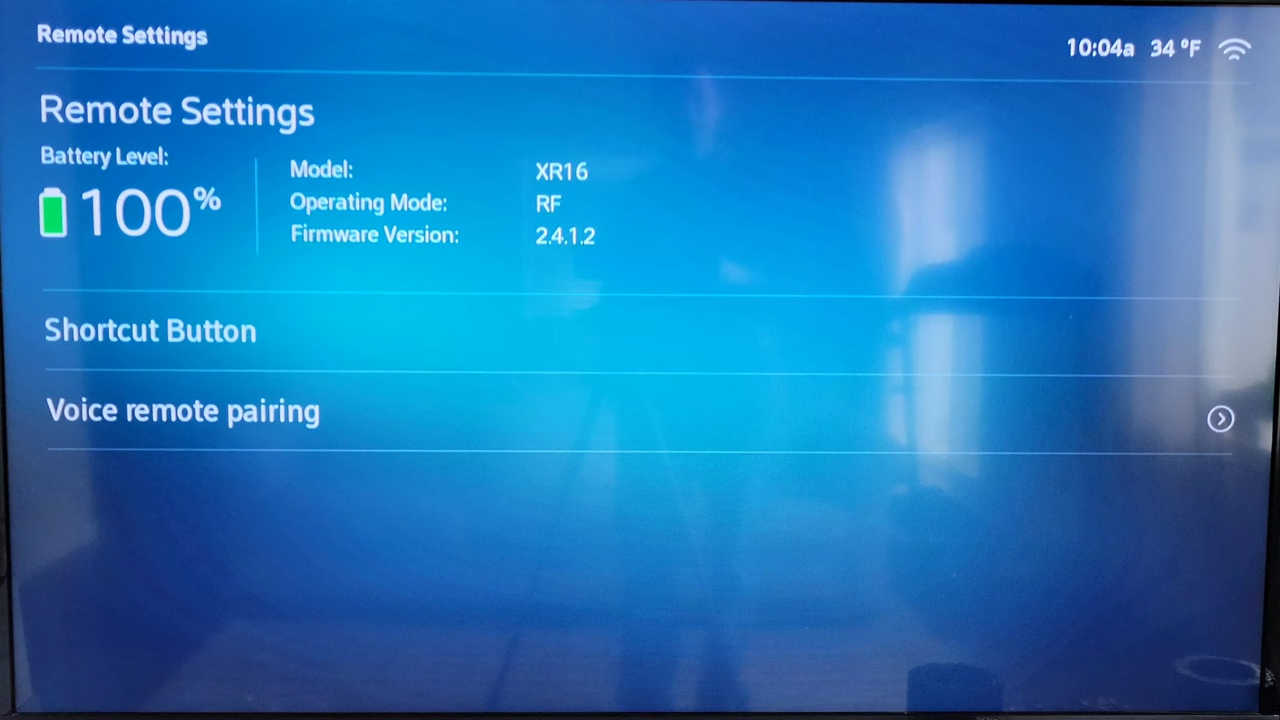 Remote Settings
10:04a 34 °F
Remote Settings
Battery Level:
100%
Model: XR16
Operating Mode: RF
Firmware Version: 2.4.1.2
Shortcut Button
Voice remote pairing